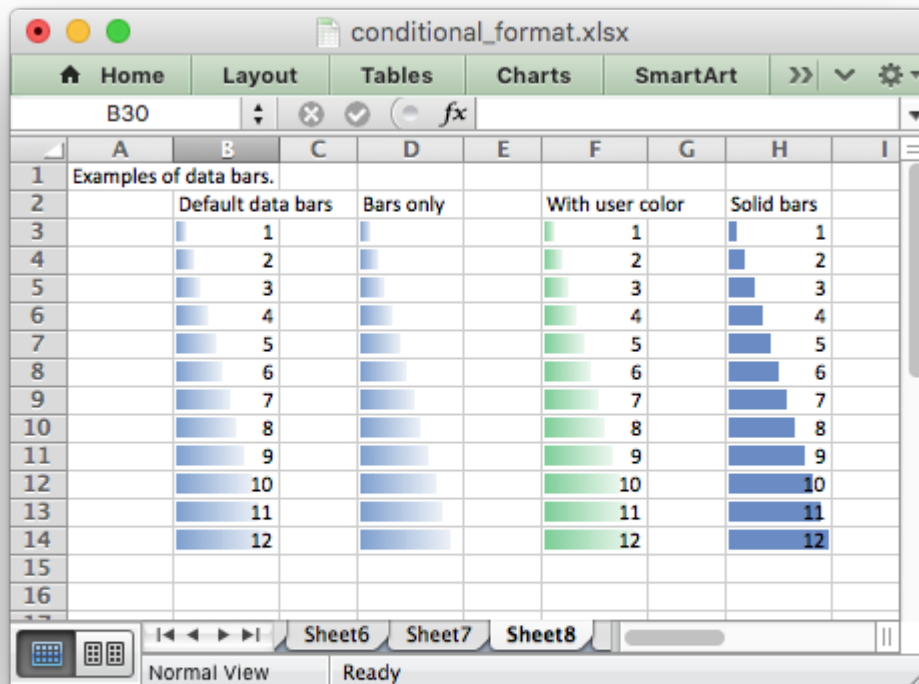 conditional_format.xlsx
Home Layout Tables Charts SmartArt
B30 fx
A B C D E F G H I
1 Examples of data bars.
2 Default data bars Bars only With user color Solid bars
3 1 1 1
4 2 2 2
5 3 3 3
6 4 4 4
7 5 5 5
8 6 6 6
9 7 7 7
10 8 8 8
11 9 9 9
12 10 10 10
13 11 11 11
14 12 12 12
15
16
17
Sheet6 Sheet7 Sheet8
Normal View Ready